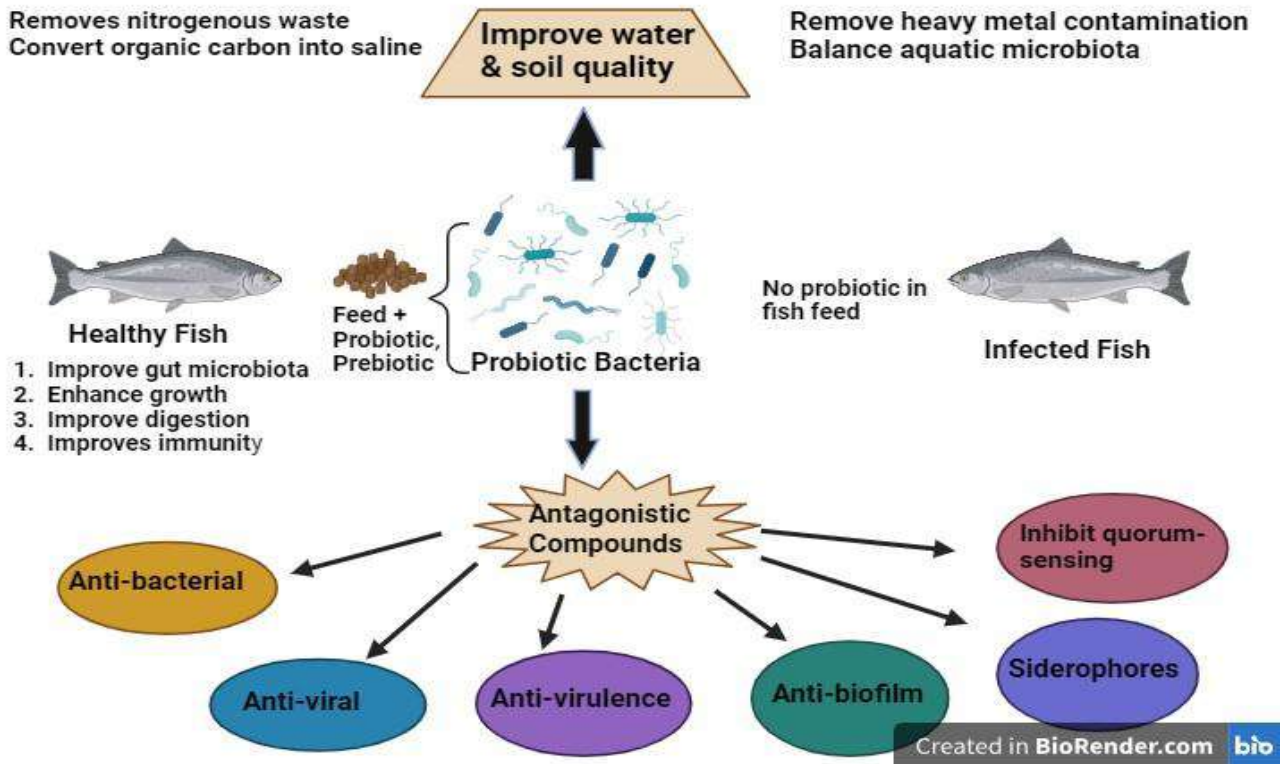 Removes nitrogenous waste
Convert organic carbon into saline
Improve water
& soil quality
Remove heavy metal contamination
Balance aquatic microbiota
Healthy Fish
1. Improve gut microbiota
2. Enhance growth
3. Improve digestion
4. Improves immunity
Feed +
Probiotic,
Prebiotic
Probiotic Bacteria
No probiotic in
fish feed
Infected Fish
Antagonistic
Compounds
Anti-bacterial
Anti-viral
Anti-virulence
Anti-biofilm
Inhibit quorum-
sensing
Siderophores
Created in BioRender.com bio